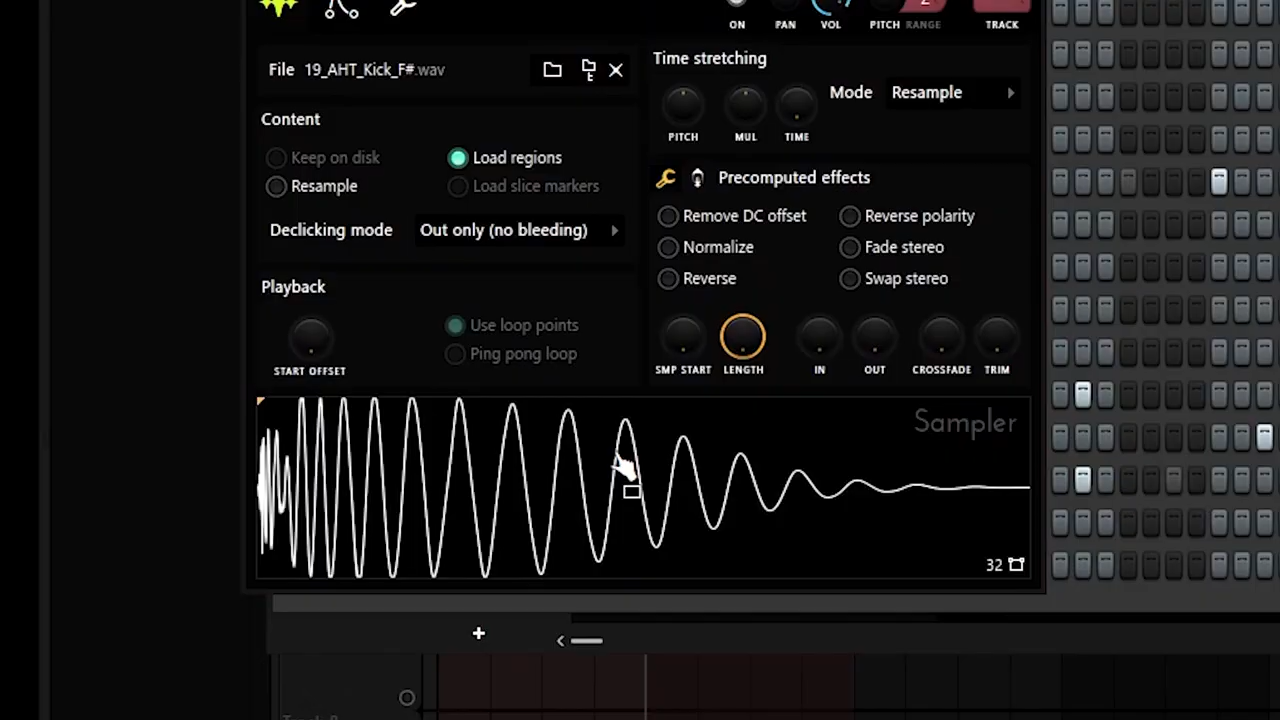 ON PAN VOL PITCH RANGE TRACK
2
File 19_AHT_Kick_F#.wav
Time stretching
Mode Resample
PITCH MUL TIME
Content
Keep on disk
Load regions
Resample
Load slice markers
Declicking mode Out only (no bleeding)
Precomputed effects
Remove DC offset
Reverse polarity
Normalize
Fade stereo
Reverse
Swap stereo
Playback
Use loop points
Ping pong loop
START OFFSET
SMP START LENGTH IN OUT CROSSFADE TRIM
Sampler
32